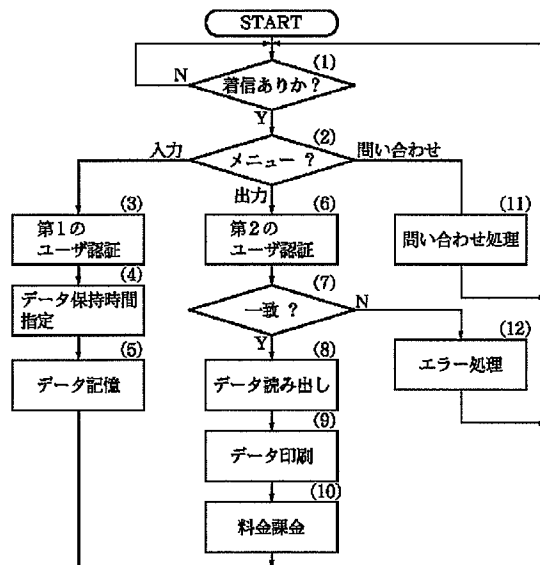 START
(1)
着信ありか？
N
Y
(2)
メニュー ？
入力
出力
問い合わせ
(3)
第1の
ユーザ認証
(6)
第2の
ユーザ認証
(11)
問い合わせ処理
(4)
データ保持時間
指定
(7)
一致 ？
N
Y
(5)
データ記憶
(8)
データ読み出し
(12)
エラー処理
(9)
データ印刷
(10)
料金課金